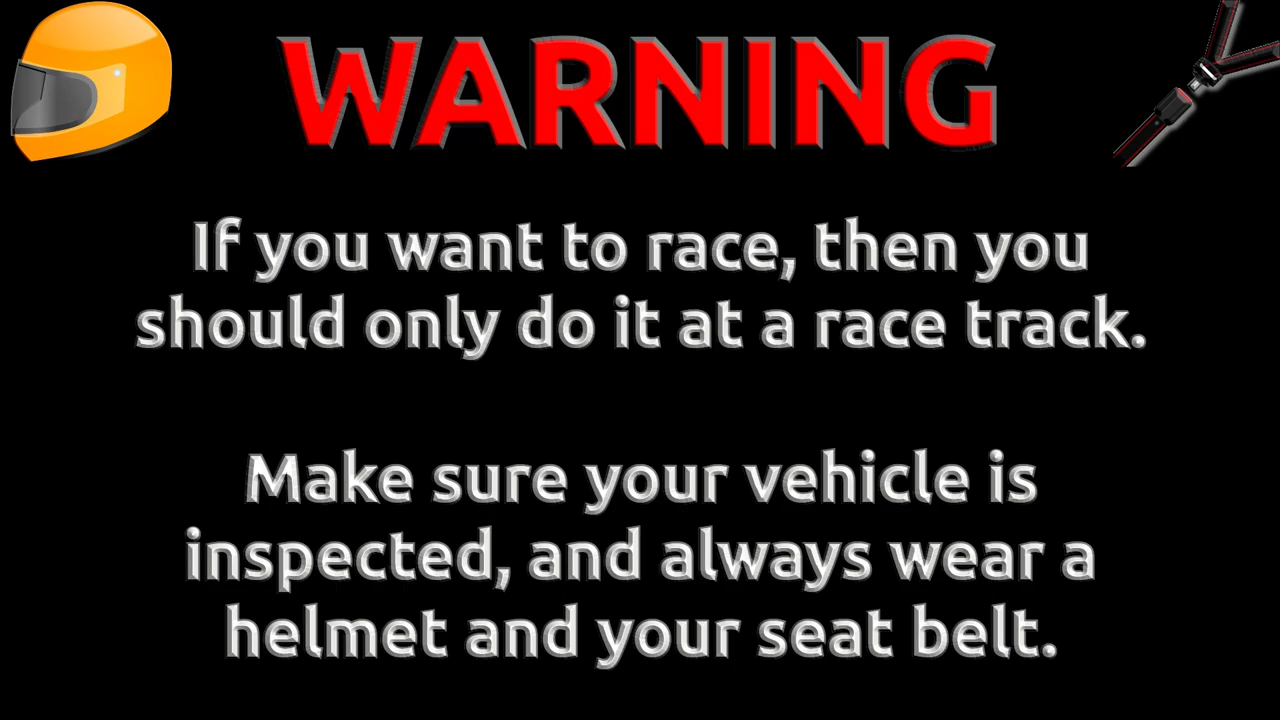 WARNING
If you want to race, then you
should only do it at a race track.
Make sure your vehicle is
inspected, and always wear a
helmet and your seat belt.